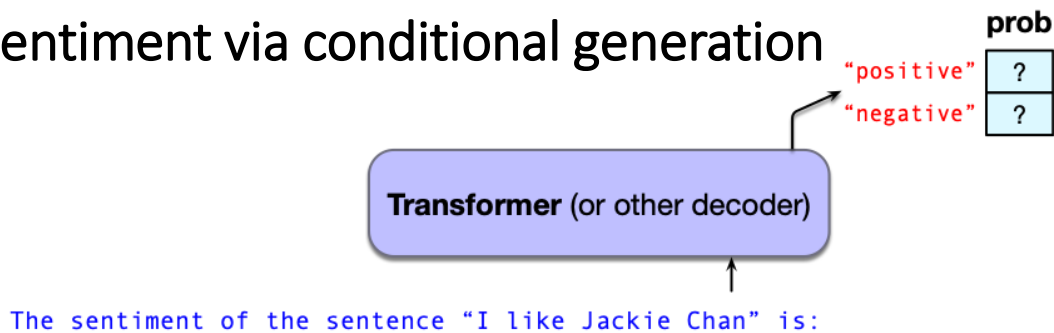 entiment via conditional generation
prob
“positive” ?
“negative” ?
Transformer (or other decoder)
The sentiment of the sentence “I like Jackie Chan” is: